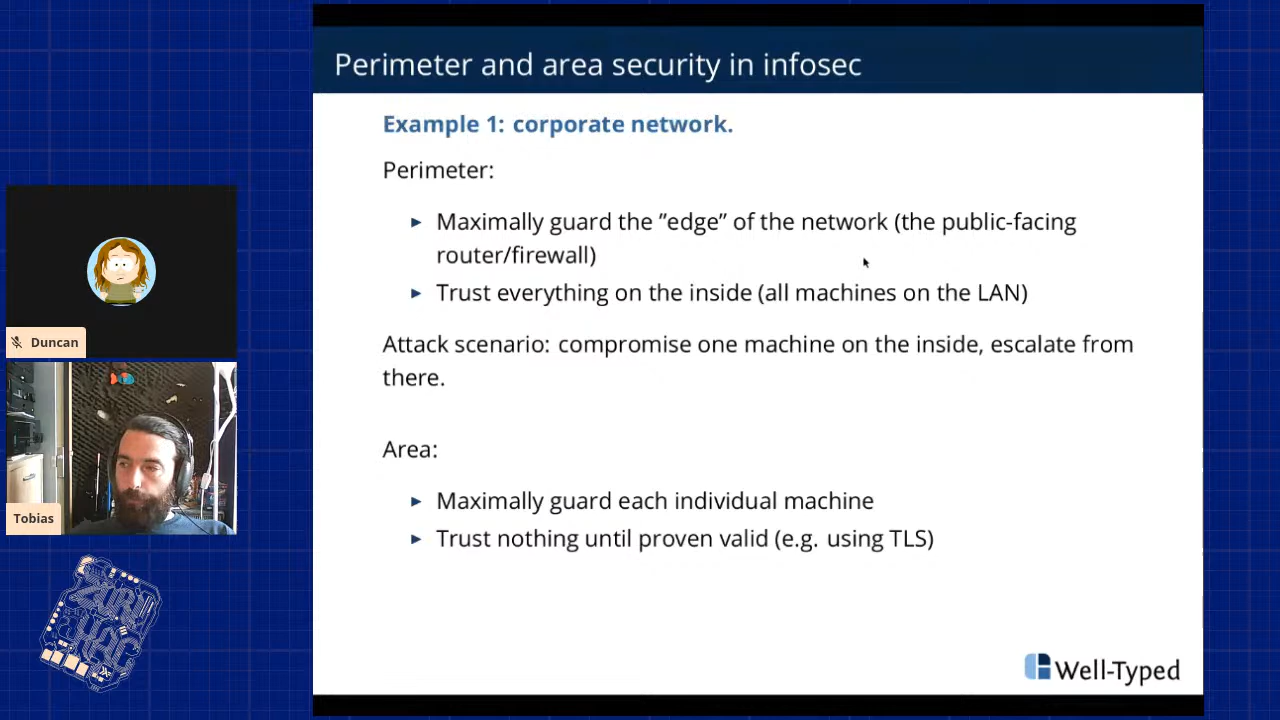 Perimeter and area security in infosec
Example 1: corporate network.
Perimeter:
▸ Maximally guard the ”edge” of the network (the public-facing
router/firewall)
▸ Trust everything on the inside (all machines on the LAN)
Attack scenario: compromise one machine on the inside, escalate from
there.
Area:
▸ Maximally guard each individual machine
▸ Trust nothing until proven valid (e.g. using TLS)
Well-Typed
Duncan
Tobias
ZURI
HAC